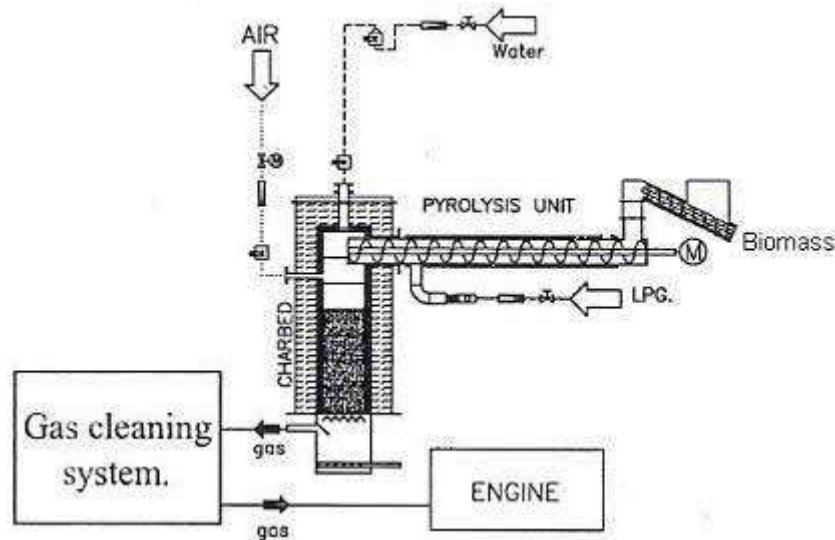 AIR
Water
PYROLYSIS UNIT
Biomass
M
M
LPG.
CHARBED
Gas cleaning
system.
gas
gas
ENGINE